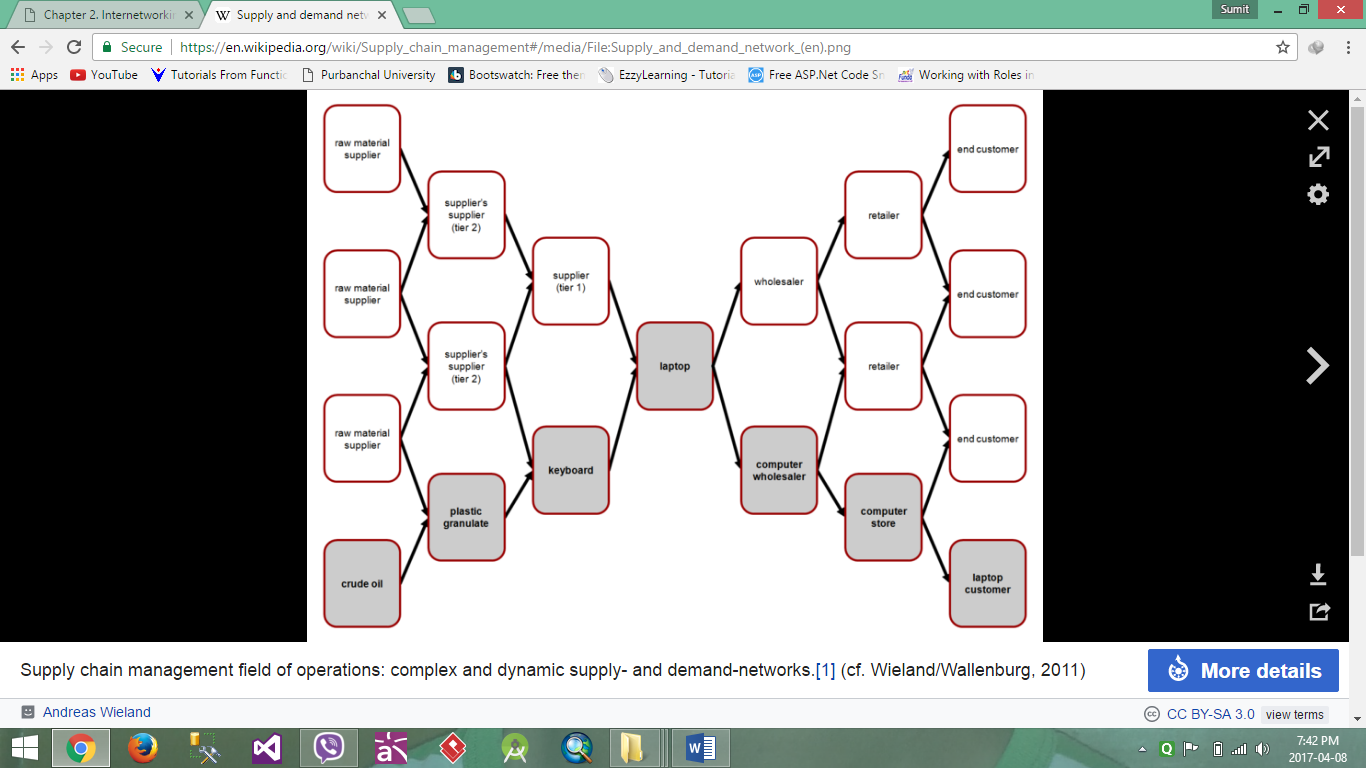 Chapter 2. Internetworki
Supply and demand netw
Sumit
Secure
https://en.wikipedia.org/wiki/Supply_chain_management#/media/File:Supply_and_demand_network_(en).png
Apps
YouTube
Tutorials From Functio
Purbanchal University
Bootswatch: Free them
EzzyLearning - Tutoria
Free ASP.Net Code Sn
Working with Roles in
raw material
supplier
raw material
supplier
raw material
supplier
crude oil
supplier's
supplier
(tier 2)
supplier's
supplier
(tier 2)
plastic
granulate
supplier
(tier 1)
keyboard
laptop
wholesaler
computer
wholesaler
retailer
retailer
computer
store
end customer
end customer
end customer
laptop
customer
Supply chain management field of operations: complex and dynamic supply- and demand-networks.[1] (cf. Wieland/Wallenburg, 2011)
More details
Andreas Wieland
CC BY-SA 3.0
view terms
7:42 PM
2017-04-08